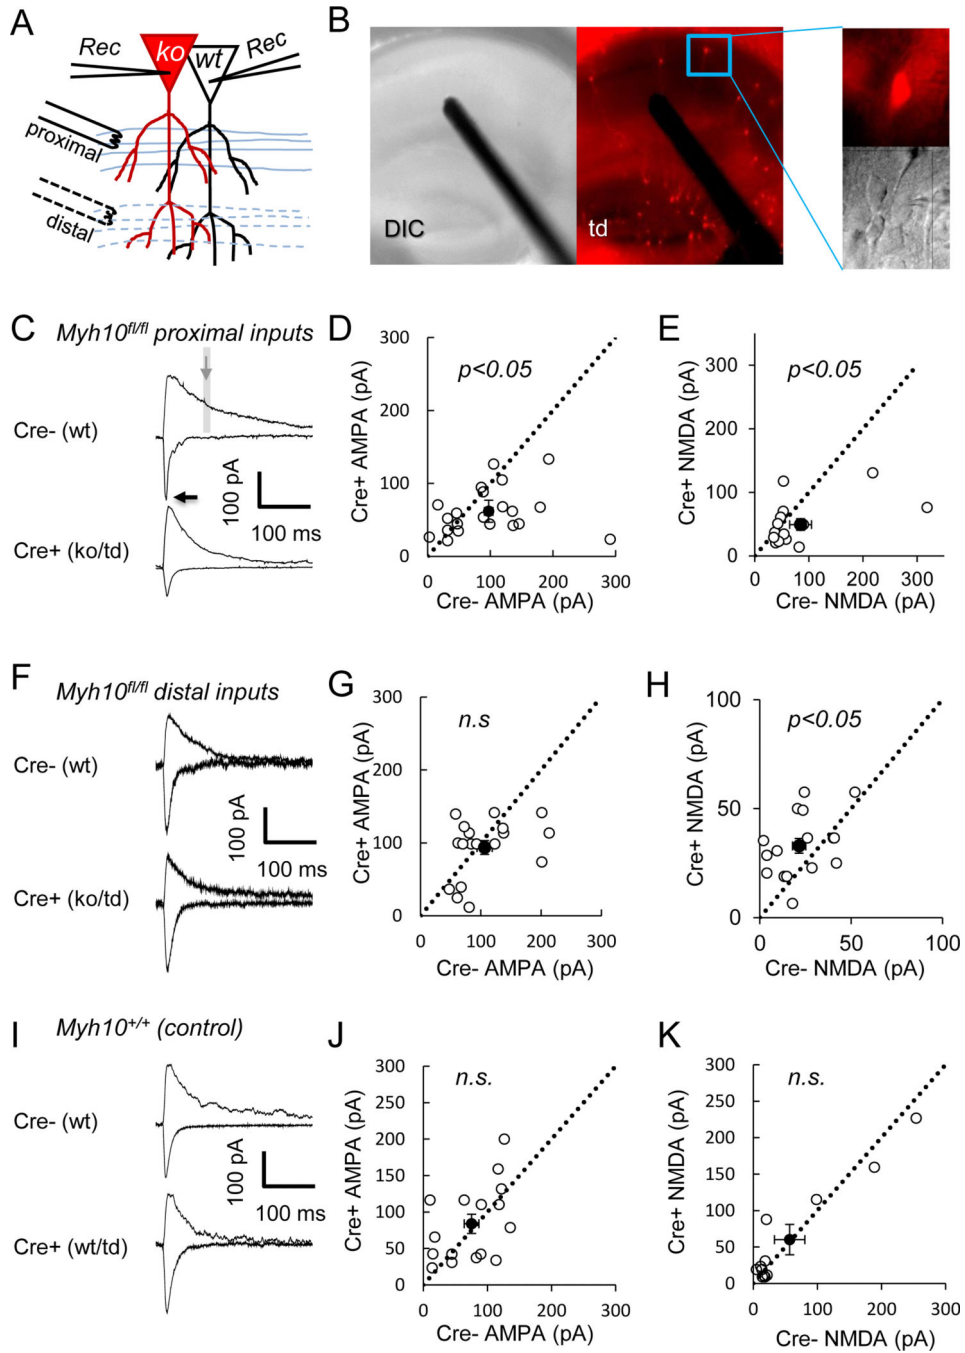 A
Rec
ko
wt
Rec
proximal
distal
B
DIC
td
C
Myh10fl/fl proximal inputs
Cre- (wt)
100 pA
100 ms
Cre+ (ko/td)
D
Cre+ AMPA (pA)
300
200
100
0
p<0.05
0
100
200
300
Cre- AMPA (pA)
E
Cre+ NMDA (pA)
300
200
100
0
p<0.05
0
100
200
300
Cre- NMDA (pA)
F
Myh10fl/fl distal inputs
Cre- (wt)
100 pA
100 ms
Cre+ (ko/td)
G
Cre+ AMPA (pA)
300
200
100
0
n.s
0
100
200
300
Cre- AMPA (pA)
H
Cre+ NMDA (pA)
100
50
0
p<0.05
0
50
100
Cre- NMDA (pA)
I
Myh10+/+ (control)
Cre- (wt)
100 pA
100 ms
Cre+ (wt/td)
J
Cre+ AMPA (pA)
300
250
200
150
100
50
0
n.s.
0
100
200
300
Cre- AMPA (pA)
K
Cre+ NMDA (pA)
300
250
200
150
100
50
0
n.s.
0
100
200
300
Cre- NMDA (pA)